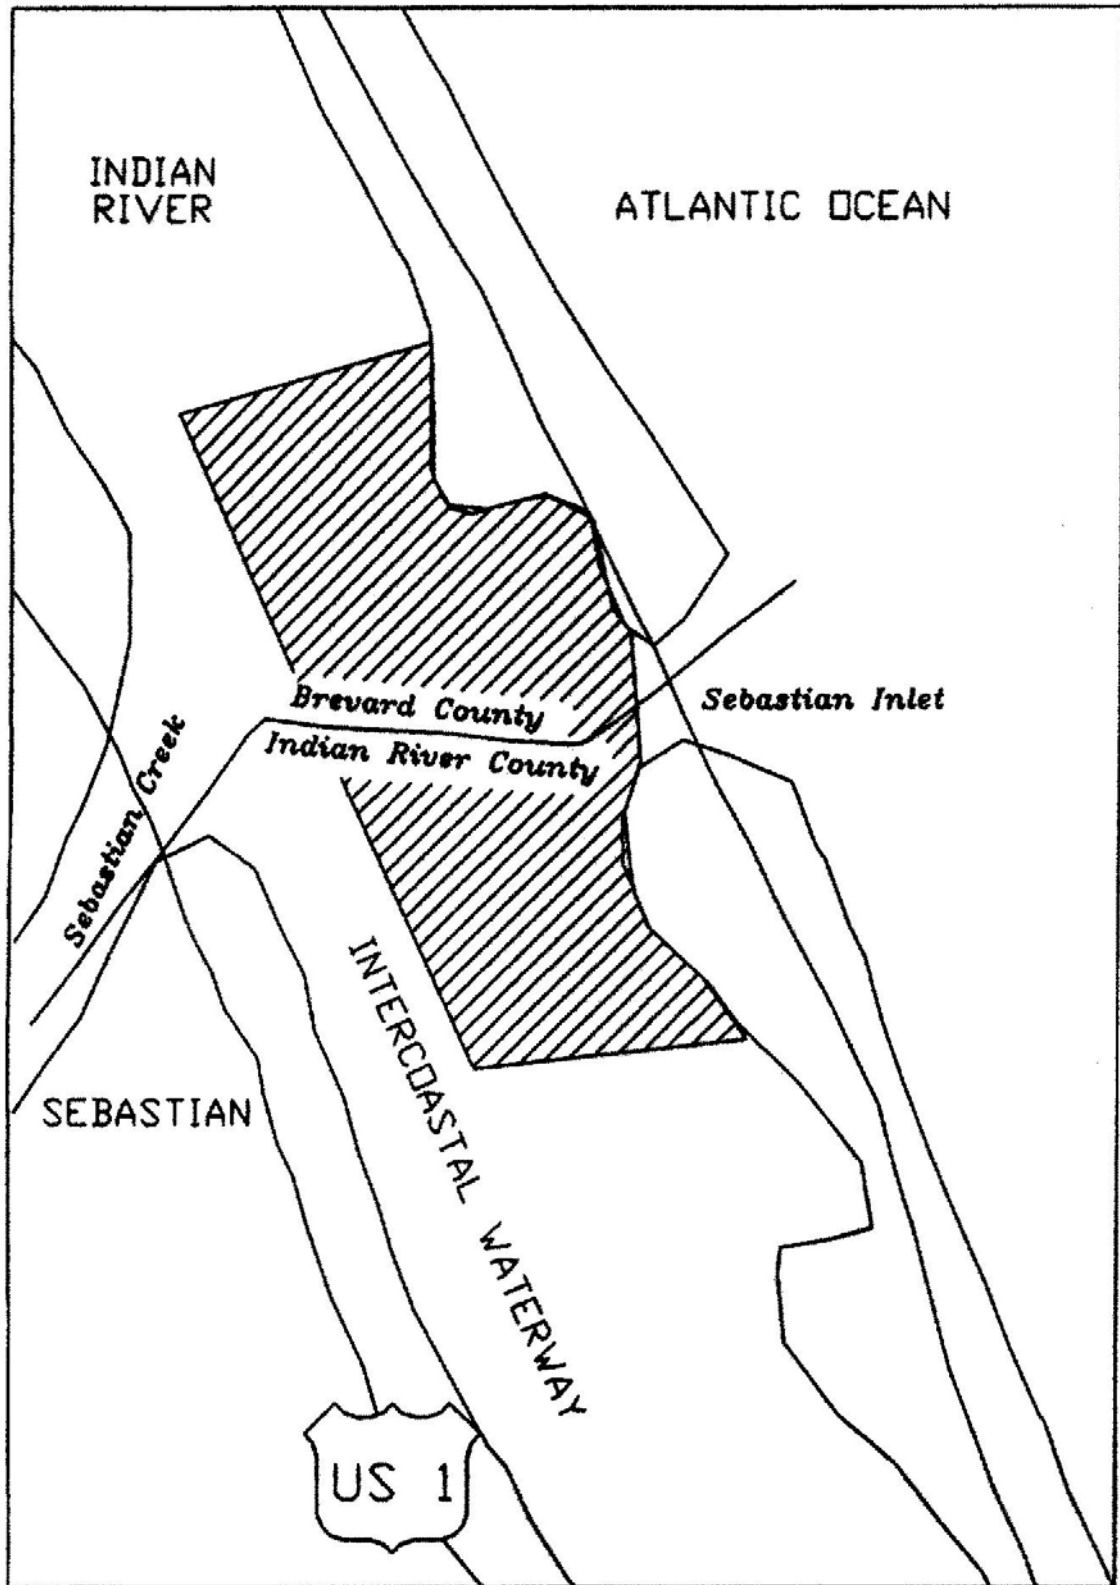 INDIAN
RIVER
ATLANTIC OCEAN
Brevard County
Sebastian Inlet
Indian River County
Sebastian Creek
INTERCOASTAL WATERWAY
SEBASTIAN
US 1